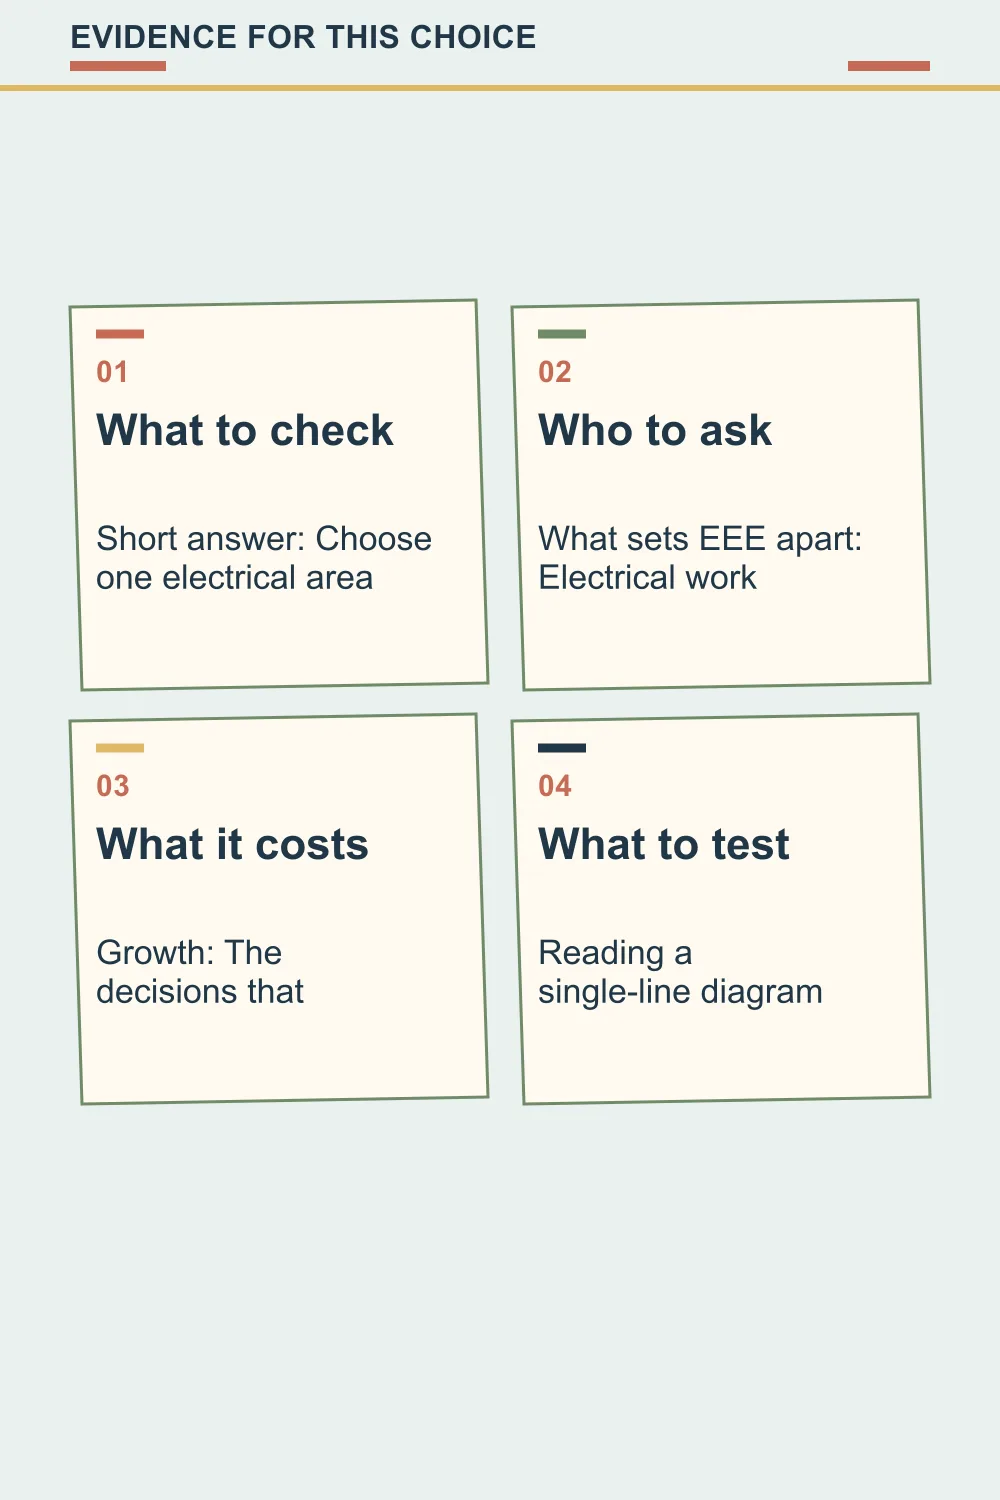 EVIDENCE FOR THIS CHOICE
01
What to check
Short answer: Choose
one electrical area
02
Who to ask
What sets EEE apart:
Electrical work
03
What it costs
Growth: The
decisions that
04
What to test
Reading a
single-line diagram